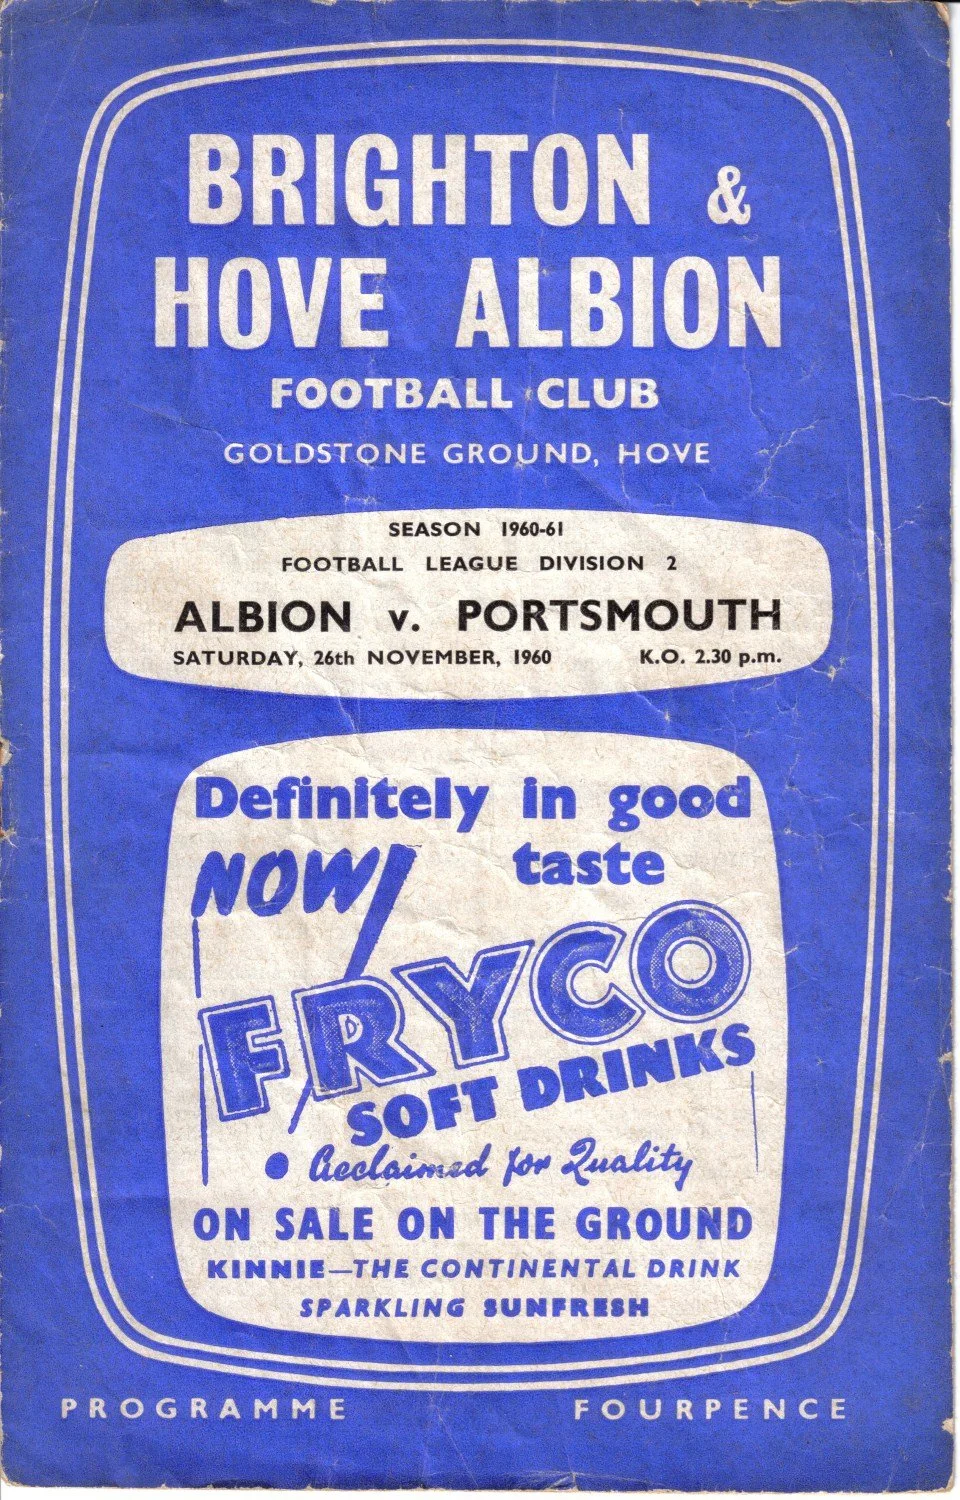 BRIGHTON &
HOVE ALBION
FOOTBALL CLUB
GOLDSTONE GROUND, HOVE
SEASON 1960-61
FOOTBALL LEAGUE DIVISION 2
ALBION v. PORTSMOUTH
SATURDAY, 26th NOVEMBER, 1960 K.O. 2.30 p.m.
Definitely in good
taste
NOW!
FRYCO
SOFT DRINKS
• Acclaimed for Quality
ON SALE ON THE GROUND
KINNIE—THE CONTINENTAL DRINK
SPARKLING SUNFRESH
PROGRAMME FOURPENCE